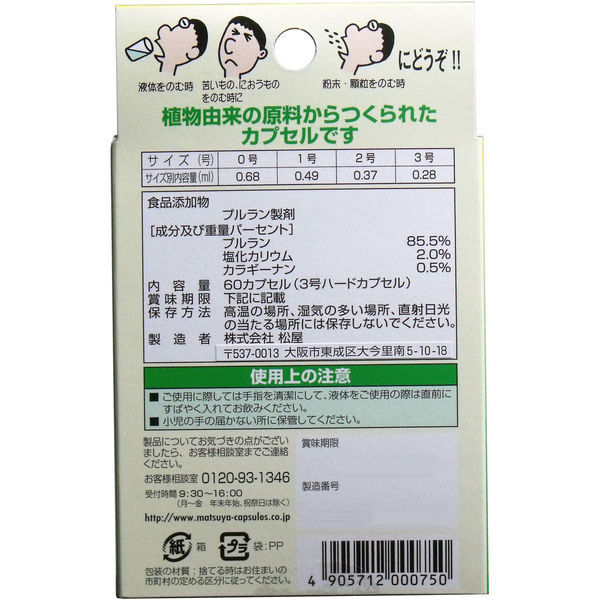 液体をのむ時
苦いもの、におうもの
をのむ時に
粉末・顆粒をのむ時
にどうぞ!!
植物由来の原料からつくられた
カプセルです
サイズ(号) 0号 1号 2号 3号
サイズ別内容量(ml) 0.68 0.49 0.37 0.28
食品添加物
プルラン製剤
[成分及び重量パーセント]
プルラン 85.5%
塩化カリウム 2.0%
カラギーナン 0.5%
内容量 60カプセル(3号ハードカプセル)
賞味期限 下記に記載
保存方法 高温の場所、湿気の多い場所、直射日光
の当たる場所には保存しないでください。
製造者 株式会社 松屋
〒537-0013 大阪市東成区大今里南5-10-18
使用上の注意
■ご使用に際しては手指を清潔にして、液体をご使用の際は直前に
すばやく入れてお飲みください。
■小児の手の届かない所に保管してください。
製品についてお気づきの点がござい
ましたら、お客様相談室までご連絡
ください。
お客様相談室 0120-93-1346
受付時間 9:30~16:00
(月~金 年末年始、祝祭日は除く)
http://www.matsuya-capsules.co.jp
賞味期限
製造番号
紙 箱 プラ 袋:PP
包装の材質:捨てる時はお住まいの
市町村の定める区分に従ってください。
4 905712 000750